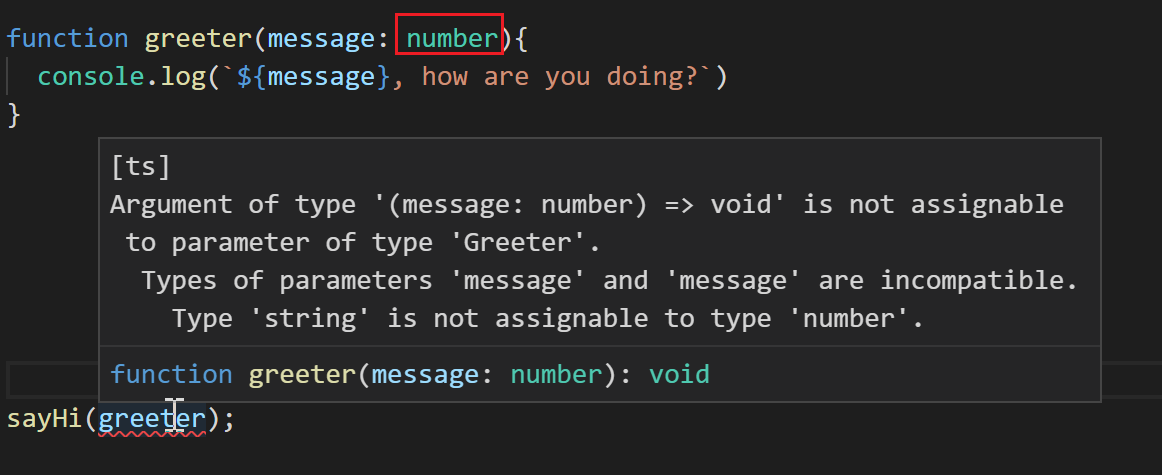 function greeter(message: number){
console.log(`${message}, how are you doing?`)
}
[ts]
Argument of type '(message: number) => void' is not assignable
to parameter of type 'Greeter'.
Types of parameters 'message' and 'message' are incompatible.
Type 'string' is not assignable to type 'number'.
function greeter(message: number): void
sayHi(greeter);